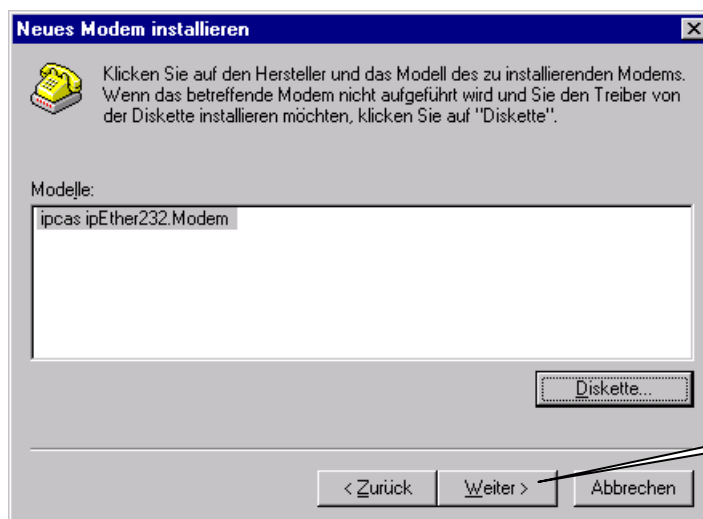 Neues Modem installieren
Klicken Sie auf den Hersteller und das Modell des zu installierenden Modems.
Wenn das betreffende Modem nicht aufgeführt wird und Sie den Treiber von
der Diskette installieren möchten, klicken Sie auf "Diskette".
Modelle:
ipcas ipEther232.Modem
Diskette...
< Zurück
Weiter >
Abbrechen